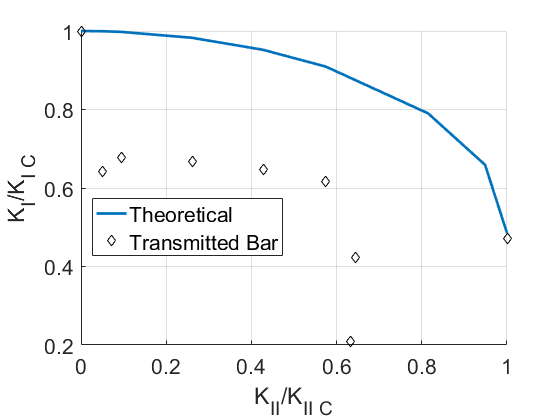 1
0.8
0.6
0.4
0.2
K_I/K_I C
Theoretical
Transmitted Bar
0 0.2 0.4 0.6 0.8 1
K_II/K_II C